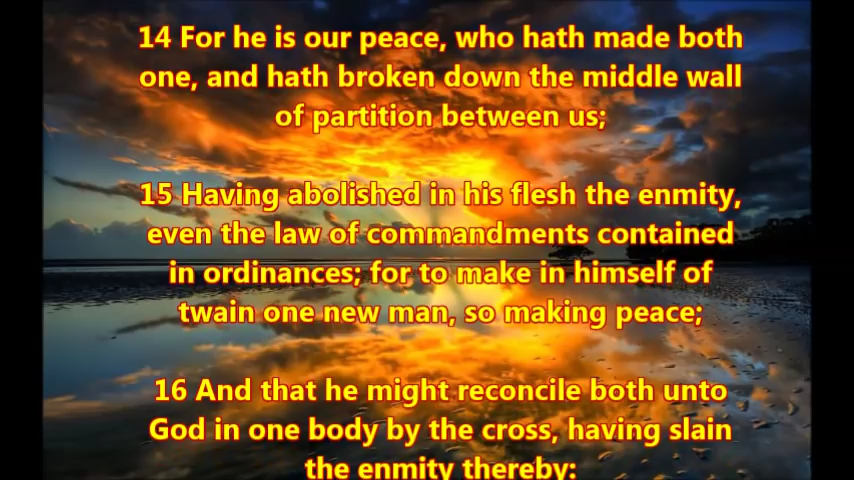 14 For he is our peace, who hath made both
one, and hath broken down the middle wall
of partition between us;
15 Having abolished in his flesh the enmity,
even the law of commandments contained
in ordinances; for to make in himself of
twain one new man, so making peace;
16 And that he might reconcile both unto
God in one body by the cross, having slain
the enmity thereby: